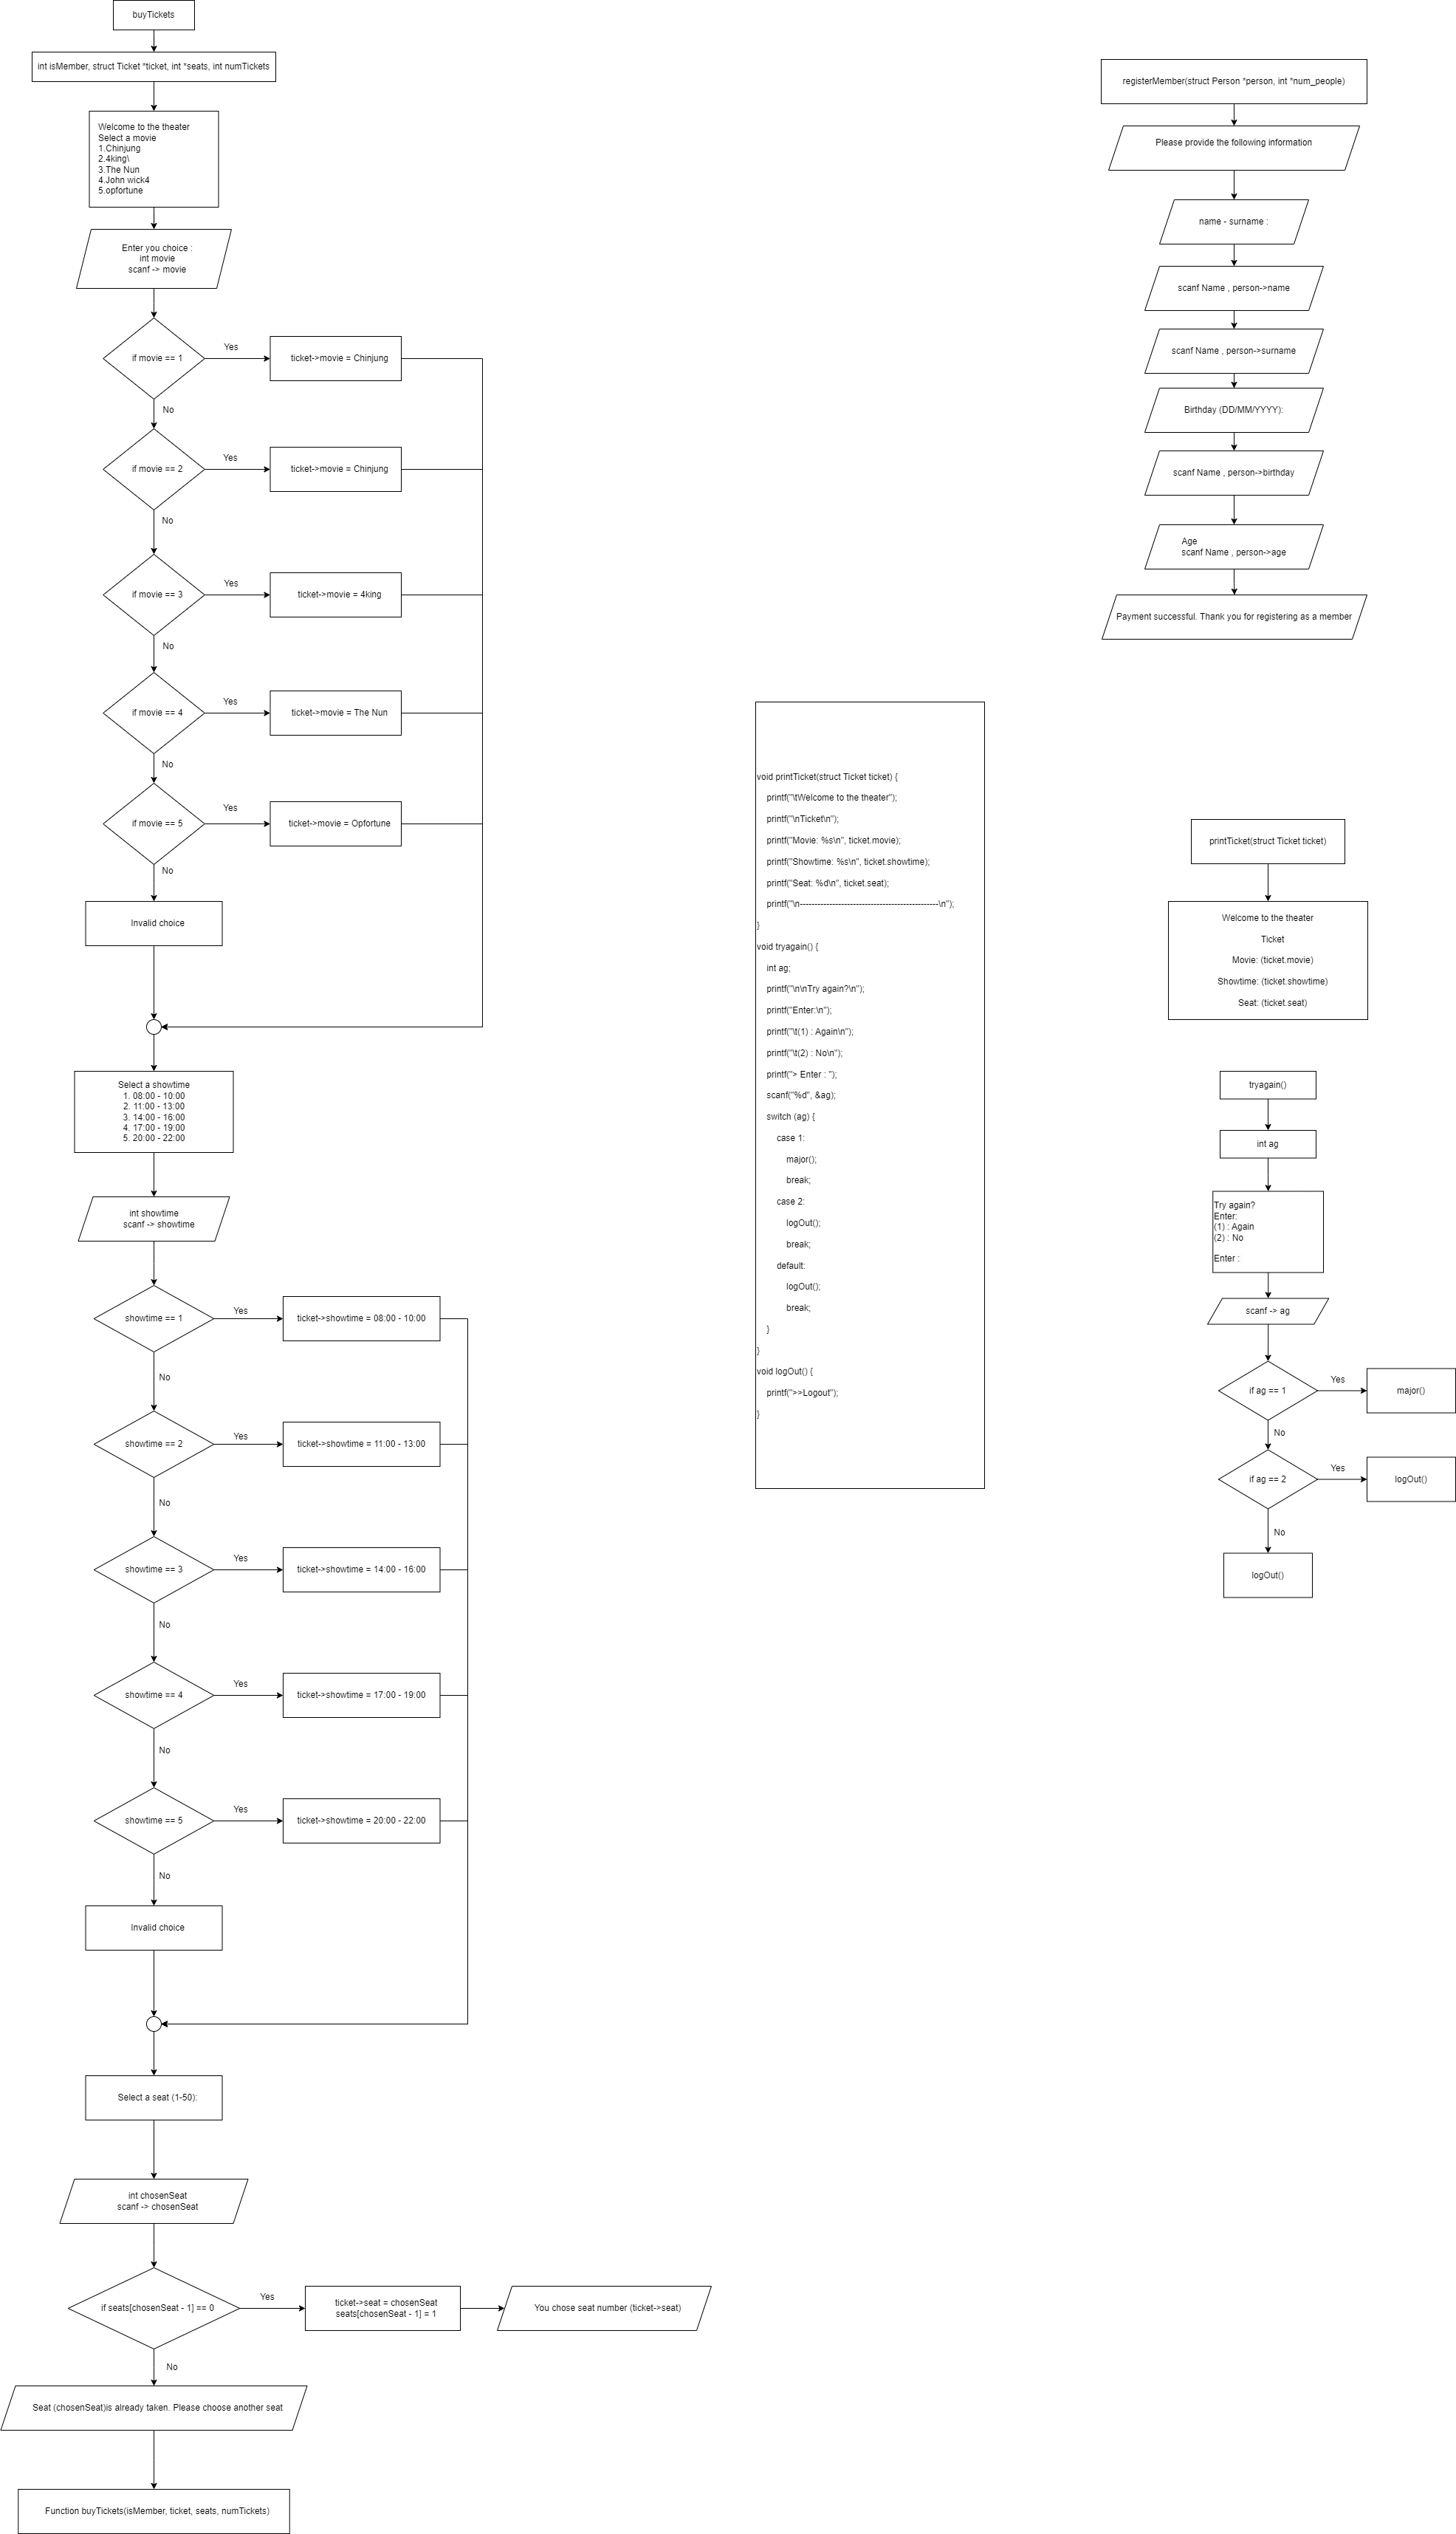 buyTickets
int isMember, struct Ticket *ticket, int *seats, int numTickets
Welcome to the theater
Select a movie
1.Chinjung
2.4king\
3.The Nun
4.John wick4
5.opfortune
Enter you choice :
int movie
scanf -> movie
if movie == 1
Yes
ticket->movie = Chinjung
No
if movie == 2
Yes
ticket->movie = Chinjung
No
if movie == 3
Yes
ticket->movie = 4king
No
if movie == 4
Yes
ticket->movie = The Nun
No
if movie == 5
Yes
ticket->movie = Opfortune
No
Invalid choice
Select a showtime
1. 08:00 - 10:00
2. 11:00 - 13:00
3. 14:00 - 16:00
4. 17:00 - 19:00
5. 20:00 - 22:00
int showtime
scanf -> showtime
showtime == 1
Yes
ticket->showtime = 08:00 - 10:00
No
showtime == 2
Yes
ticket->showtime = 11:00 - 13:00
No
showtime == 3
Yes
ticket->showtime = 14:00 - 16:00
No
showtime == 4
Yes
ticket->showtime = 17:00 - 19:00
No
showtime == 5
Yes
ticket->showtime = 20:00 - 22:00
No
Invalid choice
Select a seat (1-50):
int chosenSeat
scanf -> chosenSeat
if seats[chosenSeat - 1] == 0
Yes
ticket->seat = chosenSeat
seats[chosenSeat - 1] = 1
You chose seat number (ticket->seat)
No
Seat (chosenSeat)is already taken. Please choose another seat
Function buyTickets(isMember, ticket, seats, numTickets)
void printTicket(struct Ticket ticket) {
printf("\tWelcome to the theater");
printf("\nTicket\n");
printf("Movie: %s\n", ticket.movie);
printf("Showtime: %s\n", ticket.showtime);
printf("Seat: %d\n", ticket.seat);
printf("\n-----------------------------------------------\n");
}
void tryagain() {
int ag;
printf("\n\nTry again?\n");
printf("Enter:\n");
printf("\t(1) : Again\n");
printf("\t(2) : No\n");
printf("> Enter : ");
scanf("%d", &ag);
switch (ag) {
case 1:
major();
break;
case 2:
logOut();
break;
default:
logOut();
break;
}
}
void logOut() {
printf(">>Logout");
}
registerMember(struct Person *person, int *num_people)
Please provide the following information
name - surname :
scanf Name , person->name
scanf Name , person->surname
Birthday (DD/MM/YYYY):
scanf Name , person->birthday
Age
scanf Name , person->age
Payment successful. Thank you for registering as a member
printTicket(struct Ticket ticket)
Welcome to the theater
Ticket
Movie: (ticket.movie)
Showtime: (ticket.showtime)
Seat: (ticket.seat)
tryagain()
int ag
Try again?
Enter:
(1) : Again
(2) : No
Enter :
scanf -> ag
if ag == 1
Yes
major()
No
if ag == 2
Yes
logOut()
No
logOut()